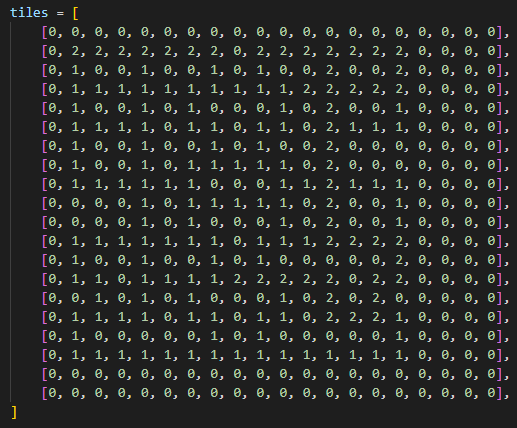 tiles = [
[0, 0, 0, 0, 0, 0, 0, 0, 0, 0, 0, 0, 0, 0, 0, 0, 0, 0, 0, 0],
[0, 2, 2, 2, 2, 2, 2, 2, 0, 2, 2, 2, 2, 2, 2, 2, 0, 0, 0, 0],
[0, 1, 0, 0, 1, 0, 0, 1, 0, 1, 0, 0, 2, 0, 0, 2, 0, 0, 0, 0],
[0, 1, 1, 1, 1, 1, 1, 1, 1, 1, 1, 2, 2, 2, 2, 2, 0, 0, 0, 0],
[0, 1, 0, 0, 1, 0, 1, 0, 0, 0, 1, 0, 2, 0, 0, 1, 0, 0, 0, 0],
[0, 1, 1, 1, 1, 0, 1, 1, 0, 1, 1, 0, 2, 1, 1, 1, 0, 0, 0, 0],
[0, 1, 0, 0, 1, 0, 0, 1, 0, 1, 0, 0, 2, 0, 0, 0, 0, 0, 0, 0],
[0, 1, 0, 0, 1, 0, 1, 1, 1, 1, 1, 0, 2, 0, 0, 0, 0, 0, 0, 0],
[0, 1, 1, 1, 1, 1, 1, 0, 0, 0, 1, 1, 2, 1, 1, 1, 0, 0, 0, 0],
[0, 0, 0, 0, 1, 0, 1, 1, 1, 1, 1, 0, 2, 0, 0, 1, 0, 0, 0, 0],
[0, 0, 0, 0, 1, 0, 1, 0, 0, 0, 1, 0, 2, 0, 0, 1, 0, 0, 0, 0],
[0, 1, 1, 1, 1, 1, 1, 1, 0, 1, 1, 1, 2, 2, 2, 2, 0, 0, 0, 0],
[0, 1, 0, 0, 1, 0, 0, 1, 0, 1, 0, 0, 0, 0, 0, 2, 0, 0, 0, 0],
[0, 1, 1, 0, 1, 1, 1, 1, 2, 2, 2, 2, 2, 0, 2, 2, 0, 0, 0, 0],
[0, 0, 1, 0, 1, 0, 1, 0, 0, 0, 1, 0, 2, 0, 2, 0, 0, 0, 0, 0],
[0, 1, 1, 1, 1, 0, 1, 1, 0, 1, 1, 0, 2, 2, 2, 1, 0, 0, 0, 0],
[0, 1, 0, 0, 0, 0, 0, 1, 0, 1, 0, 0, 0, 0, 0, 1, 0, 0, 0, 0],
[0, 1, 1, 1, 1, 1, 1, 1, 1, 1, 1, 1, 1, 1, 1, 1, 0, 0, 0, 0],
[0, 0, 0, 0, 0, 0, 0, 0, 0, 0, 0, 0, 0, 0, 0, 0, 0, 0, 0, 0],
[0, 0, 0, 0, 0, 0, 0, 0, 0, 0, 0, 0, 0, 0, 0, 0, 0, 0, 0, 0],
]